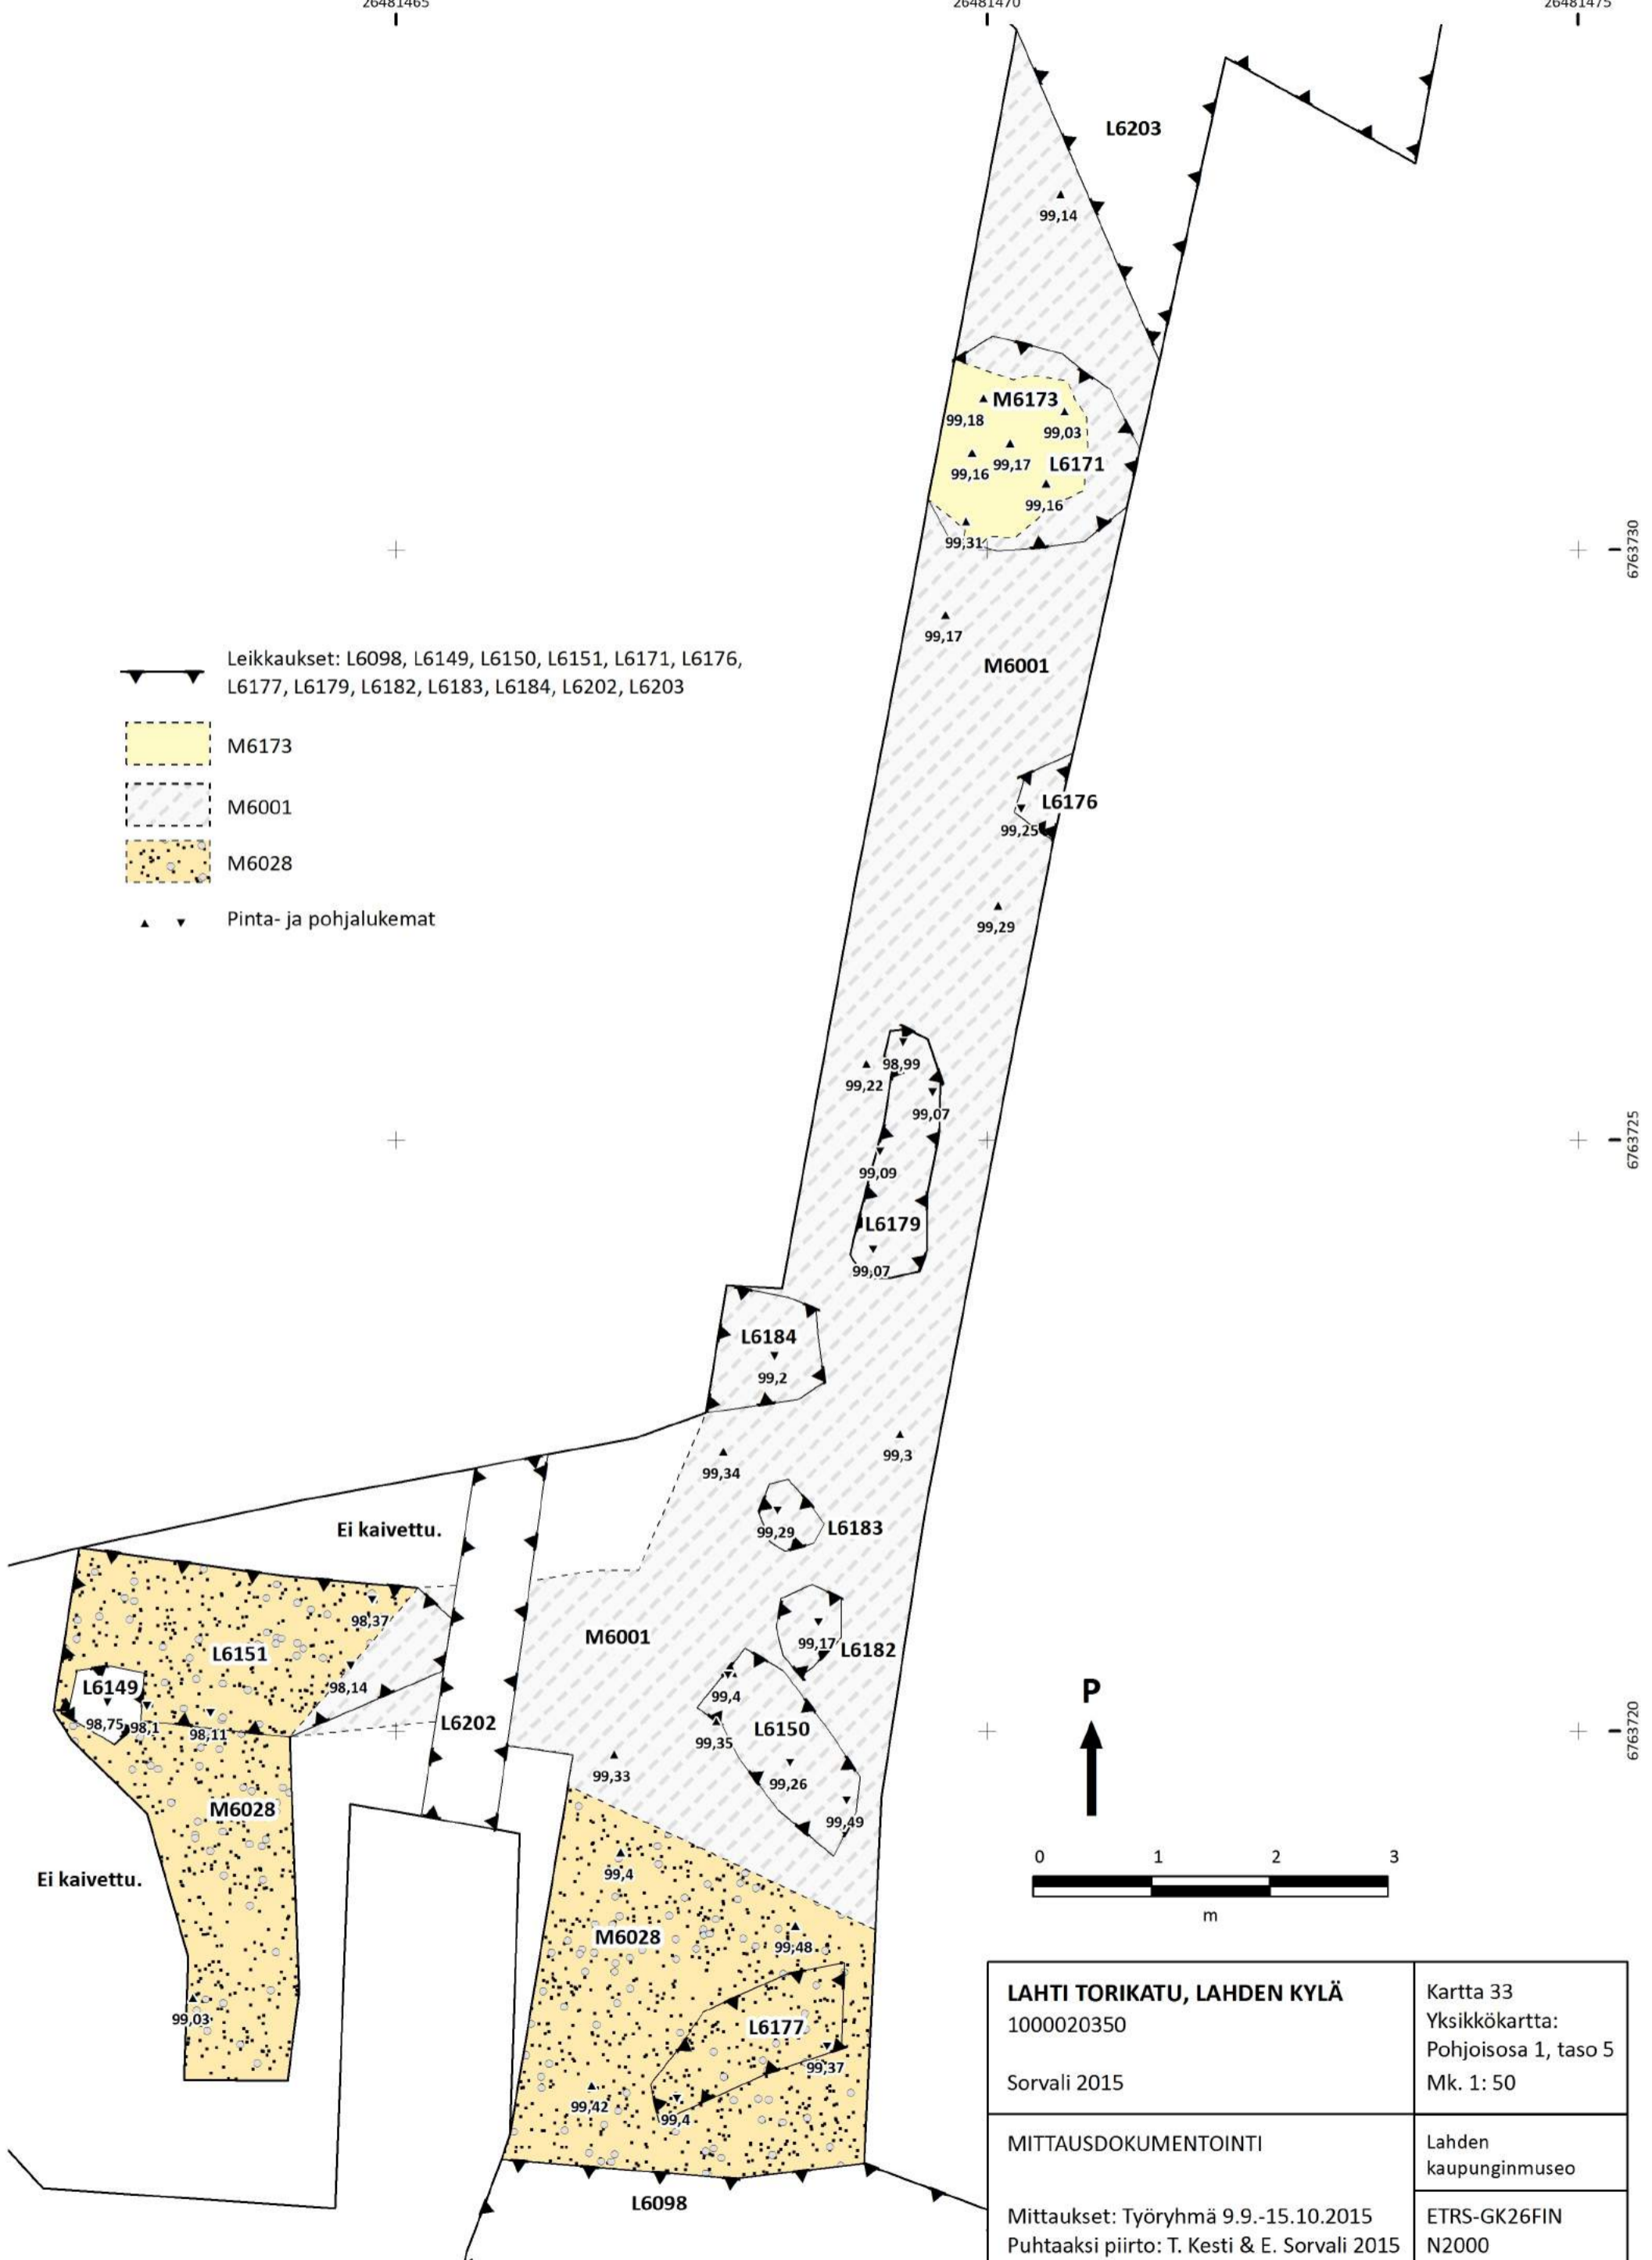 26481465
26481470
26481475
L6203
99,14
M6173
99,18
99,03
99,16
99,17
L6171
99,16
99,31
6763730
99,17
M6001
Leikkaukset: L6098, L6149, L6150, L6151, L6171, L6176,
L6177, L6179, L6182, L6183, L6184, L6202, L6203
M6173
M6001
M6028
Pinta- ja pohjalukemat
L6176
99,25
99,29
98,99
99,22
99,07
6763725
99,09
L6179
99,07
L6184
99,2
99,3
99,34
Ei kaivettu.
99,29
L6183
98,37
M6001
99,17
L6182
L6151
98,14
L6149
99,4
98,75
98,1
98,11
L6202
99,35
L6150
P
6763720
99,33
99,26
99,49
M6028
Ei kaivettu.
99,4
M6028
99,48
0 1 2 3
m
99,03
L6177
99,37
99,42
99,4
L6098
LAHTI TORIKATU, LAHDEN KYLÄ
1000020350
Sorvali 2015
Kartta 33
Yksikkökartta:
Pohjoisosa 1, taso 5
Mk. 1: 50
MITTAUSDOKUMENTOINTI
Lahden
kaupunginmuseo
Mittaukset: Työryhmä 9.9.-15.10.2015
Puhtaaksi piirto: T. Kesti & E. Sorvali 2015
ETRS-GK26FIN
N2000